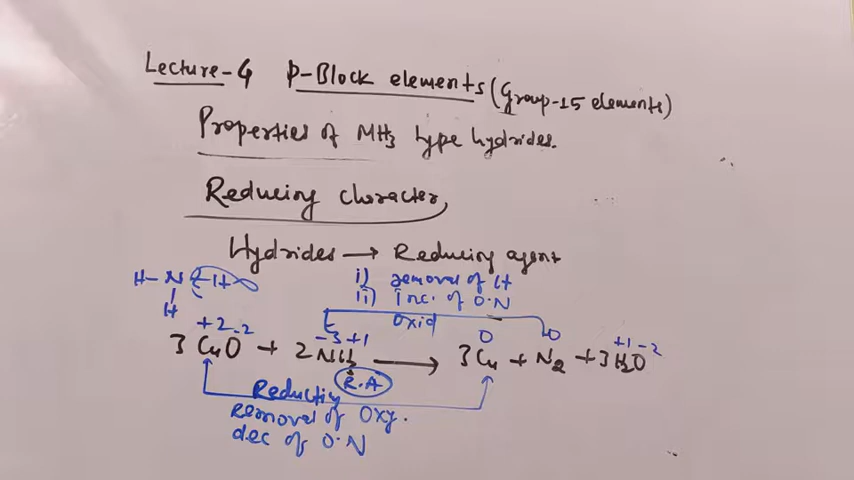 Lecture-4 p-Block elements (Group-15 elements)
Properties of MH3 type hydrides.
Reducing character
Hydrides → Reducing agent
i) removal of H
ii) Inc. of O.N
H-N-H
H
oxid
+2 -2 -3 +1 0 0 +1 -2
3 CuO + 2 NH3 → 3 Cu + N2 + 3 H2O
R.A
Reduction
removal of Oxy.
dec of O.N